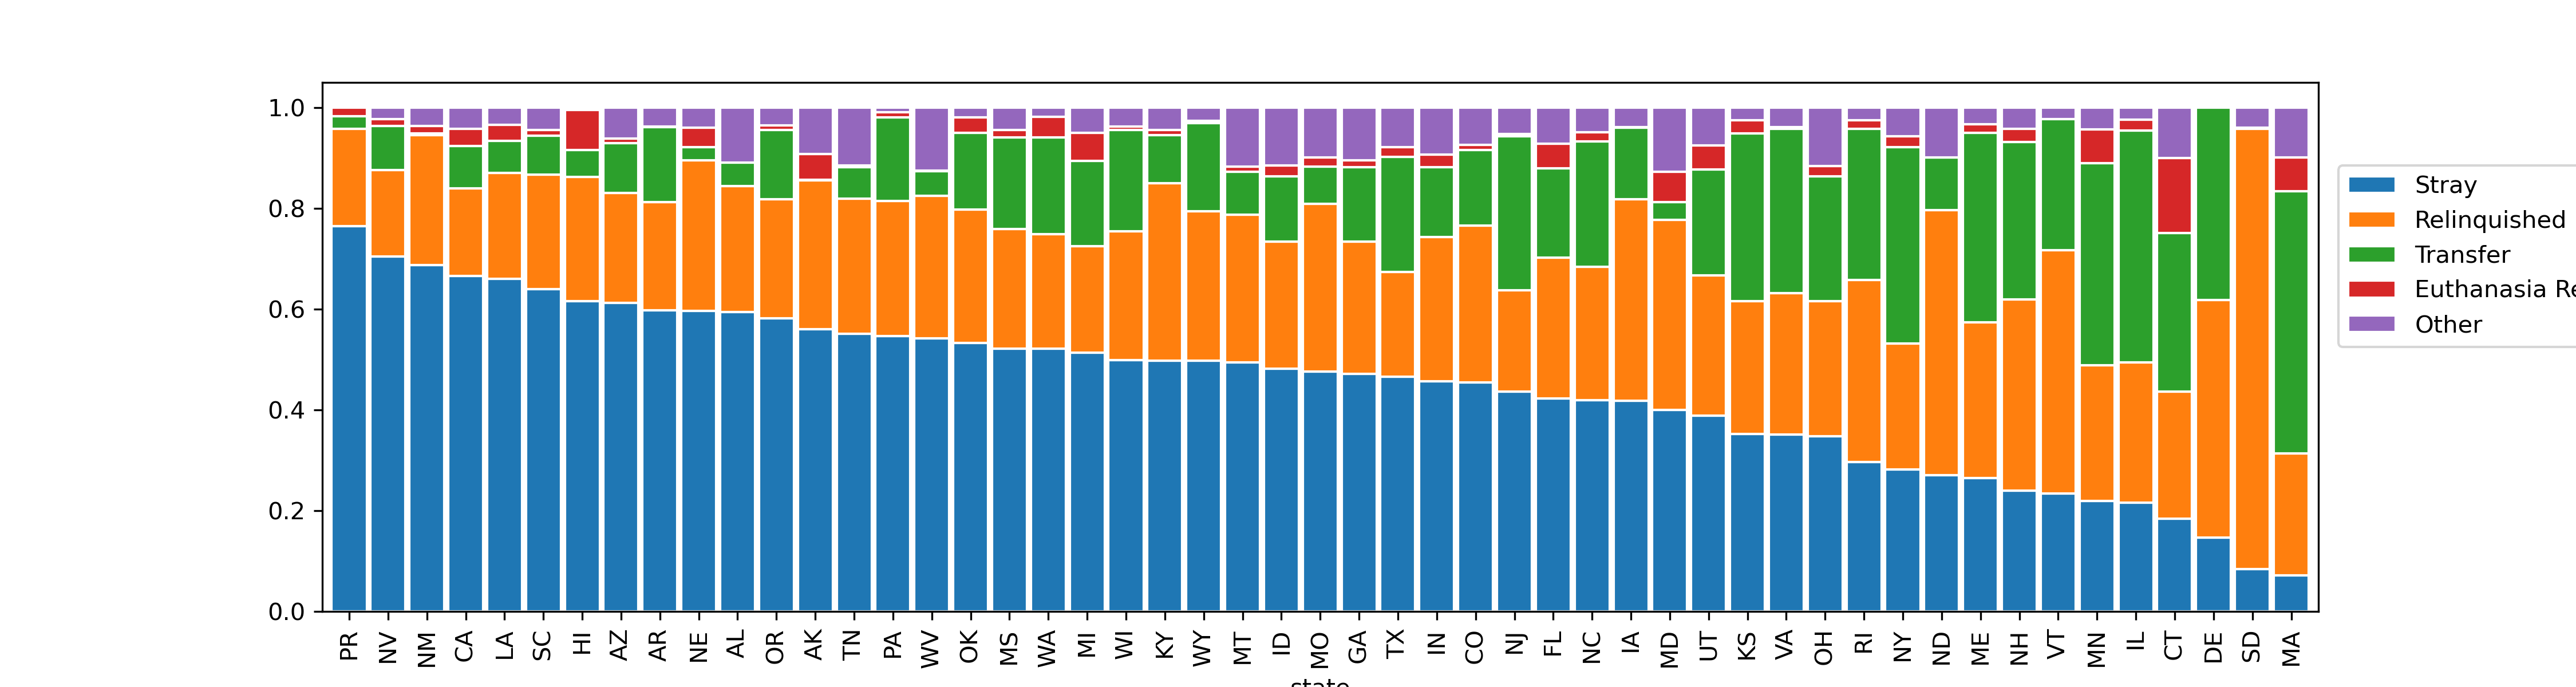 1.0
0.8
0.6
0.4
0.2
0.0
PR NV NM CA LA SC HI AZ AR NE AL OR AK TN PA WV OK MS WA MI WI KY WY MT ID MO GA TX IN CO NJ FL NC IA MD UT KS VA OH RI NY ND ME NH VT MN IL CT DE SD MA
state
Stray
Relinquished
Transfer
Euthanasia Re
Other